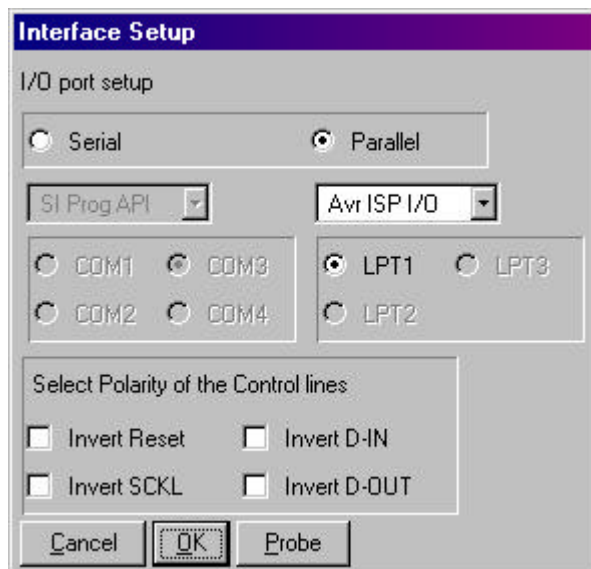 Interface Setup
I/O port setup
Serial Parallel
SI Prog API Avr ISP I/O
COM1 COM3 LPT1 LPT3
COM2 COM4 LPT2
Select Polarity of the Control lines
Invert Reset Invert D-IN
Invert SCKL Invert D-OUT
Cancel OK Probe